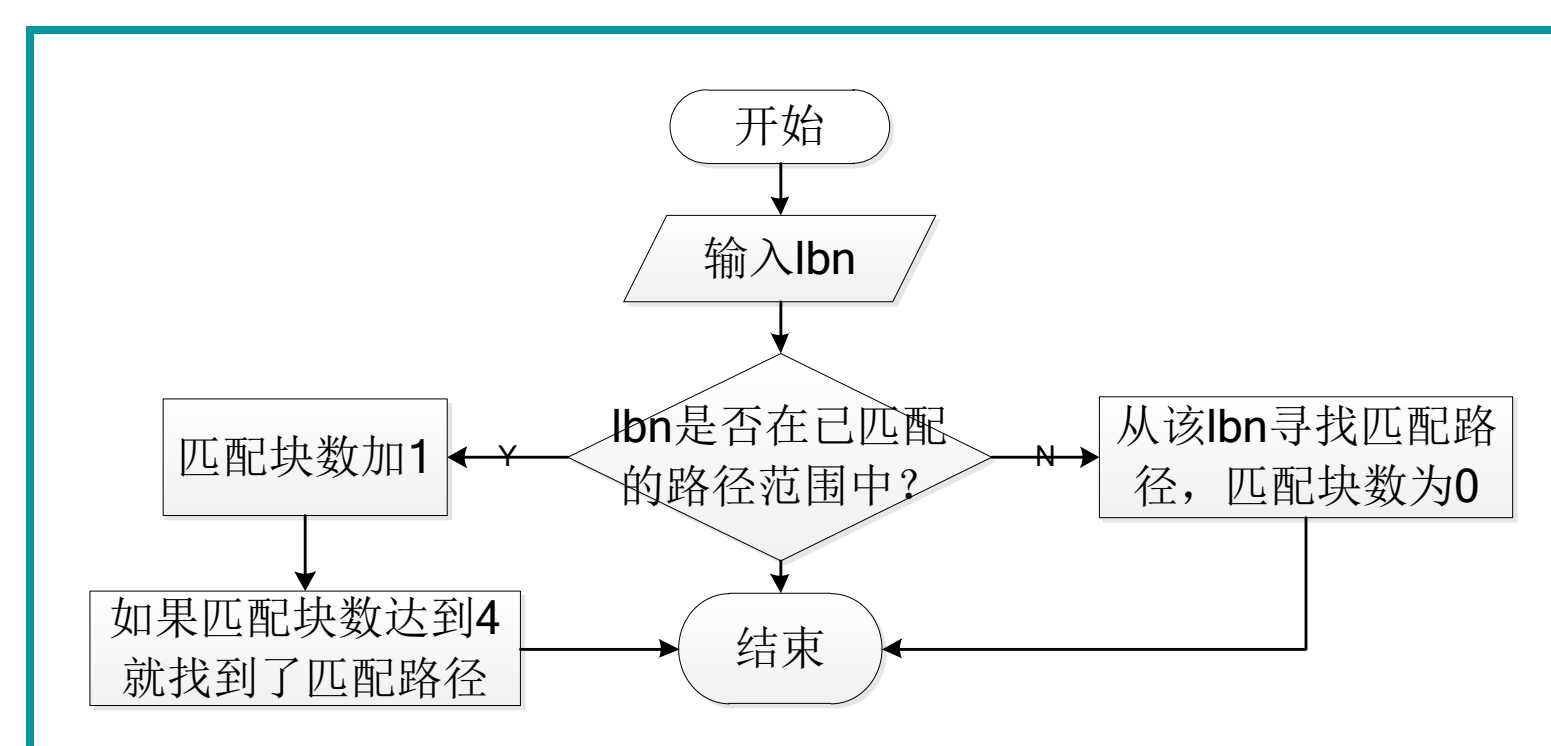 开始
输入lbn
lbn是否在已匹配
的路径范围中？
Y
N
匹配块数加1
从该lbn寻找匹配路
径，匹配块数为0
如果匹配块数达到4
就找到了匹配路径
结束